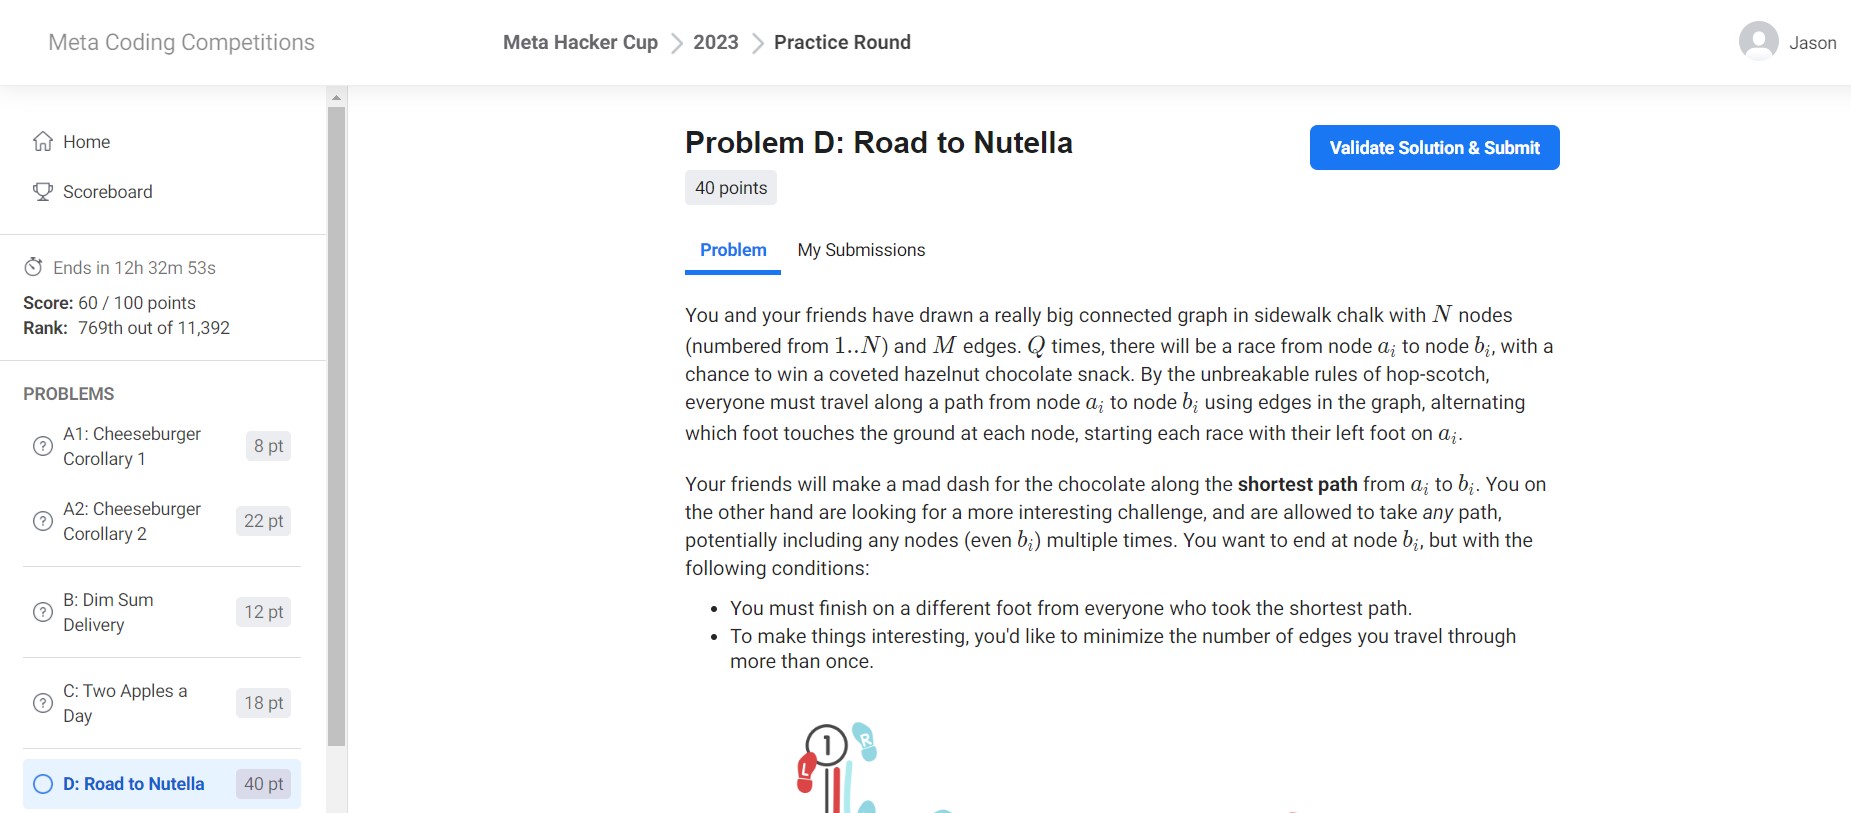 Meta Coding Competitions
Meta Hacker Cup > 2023 > Practice Round
Jason
Home
Scoreboard
Ends in 12h 32m 53s
Score: 60 / 100 points
Rank: 769th out of 11,392
PROBLEMS
A1: Cheeseburger
Corollary 1
8 pt
A2: Cheeseburger
Corollary 2
22 pt
B: Dim Sum
Delivery
12 pt
C: Two Apples a
Day
18 pt
D: Road to Nutella
40 pt
Problem D: Road to Nutella
Validate Solution & Submit
40 points
Problem
My Submissions
You and your friends have drawn a really big connected graph in sidewalk chalk with N nodes
(numbered from 1..N) and M edges. Q times, there will be a race from node a_i to node b_i, with a
chance to win a coveted hazelnut chocolate snack. By the unbreakable rules of hop-scotch,
everyone must travel along a path from node a_i to node b_i using edges in the graph, alternating
which foot touches the ground at each node, starting each race with their left foot on a_i.
Your friends will make a mad dash for the chocolate along the shortest path from a_i to b_i. You on
the other hand are looking for a more interesting challenge, and are allowed to take any path,
potentially including any nodes (even b_i) multiple times. You want to end at node b_i, but with the
following conditions:
• You must finish on a different foot from everyone who took the shortest path.
• To make things interesting, you'd like to minimize the number of edges you travel through
more than once.
1
R
L